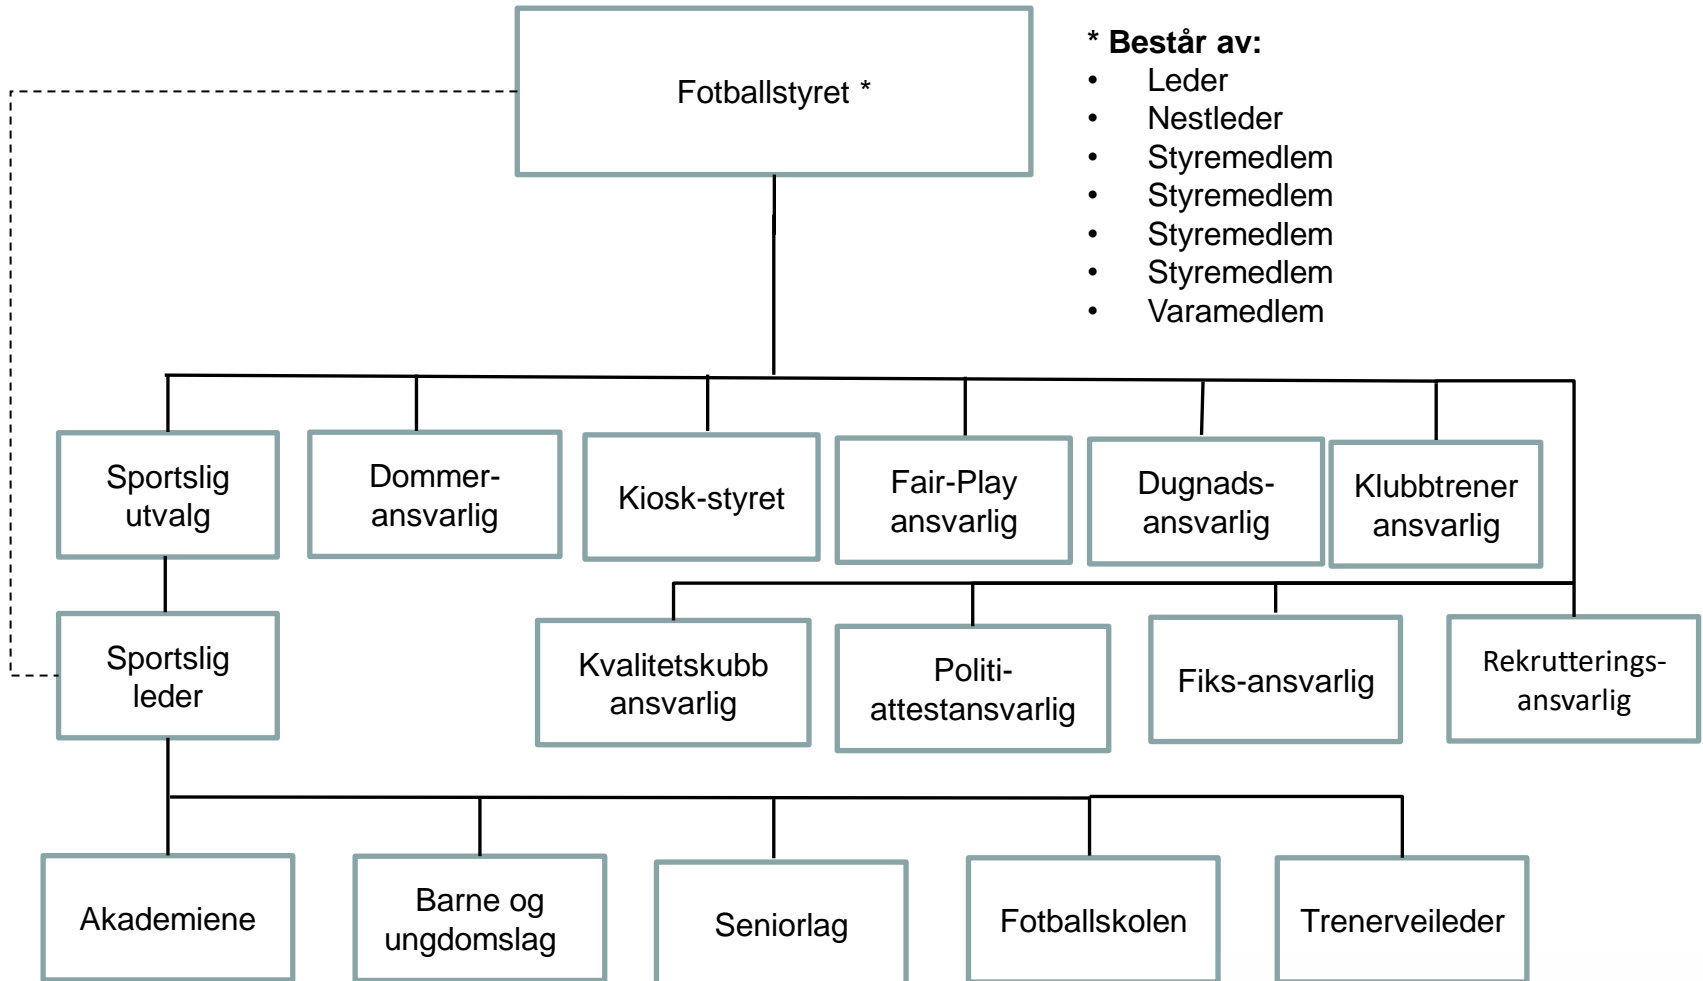 Fotballstyret *
* Består av:
• Leder
• Nestleder
• Styremedlem
• Styremedlem
• Styremedlem
• Styremedlem
• Varamedlem
Sportslig
utvalg
Dommer-
ansvarlig
Kiosk-styret
Fair-Play
ansvarlig
Dugnads-
ansvarlig
Klubbtrener
ansvarlig
Sportslig
leder
Kvalitetskubb
ansvarlig
Politi-
attestansvarlig
Fiks-ansvarlig
Rekrutterings-
ansvarlig
Akademiene
Barne og
ungdomslag
Seniorlag
Fotballskolen
Trenerveileder